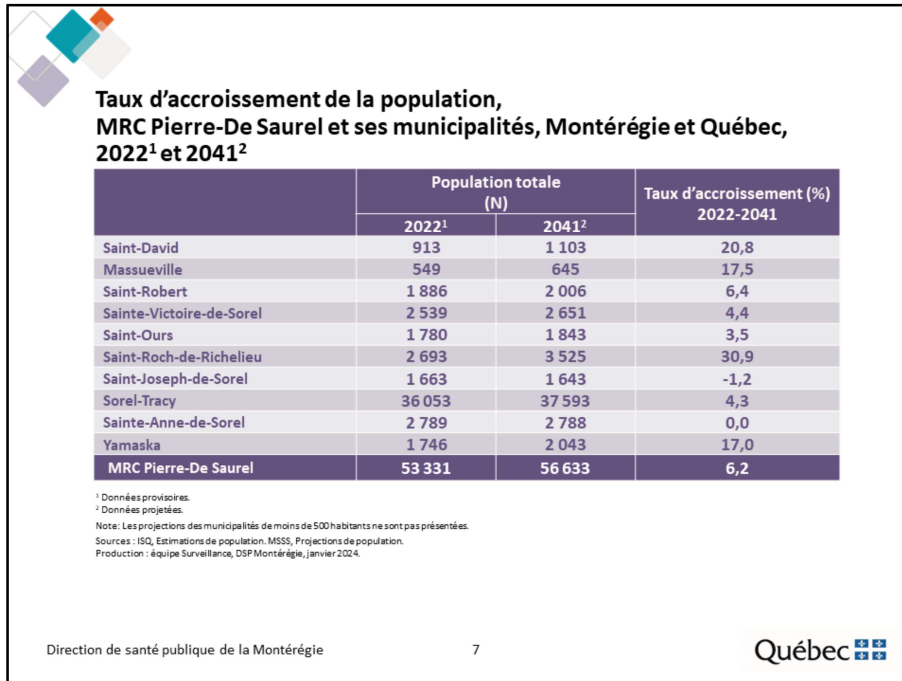 Taux d'accroissement de la population,
MRC Pierre-De Saurel et ses municipalités, Montérégie et Québec,
2022¹ et 2041²
Population totale
(N)
Taux d'accroissement (%)
2022-2041
2022¹ 2041²
Saint-David 913 1 103 20,8
Massueville 549 645 17,5
Saint-Robert 1 886 2 006 6,4
Sainte-Victoire-de-Sorel 2 539 2 651 4,4
Saint-Ours 1 780 1 843 3,5
Saint-Roch-de-Richelieu 2 693 3 525 30,9
Saint-Joseph-de-Sorel 1 663 1 643 -1,2
Sorel-Tracy 36 053 37 593 4,3
Sainte-Anne-de-Sorel 2 789 2 788 0,0
Yamaska 1 746 2 043 17,0
MRC Pierre-De Saurel 53 331 56 633 6,2
¹ Données provisoires.
² Données projetées.
Note: Les projections des municipalités de moins de 500 habitants ne sont pas présentées.
Sources : ISQ, Estimations de population. MSSS, Projections de population.
Production : équipe Surveillance, DSP Montérégie, janvier 2024.
Direction de santé publique de la Montérégie 7 Québec